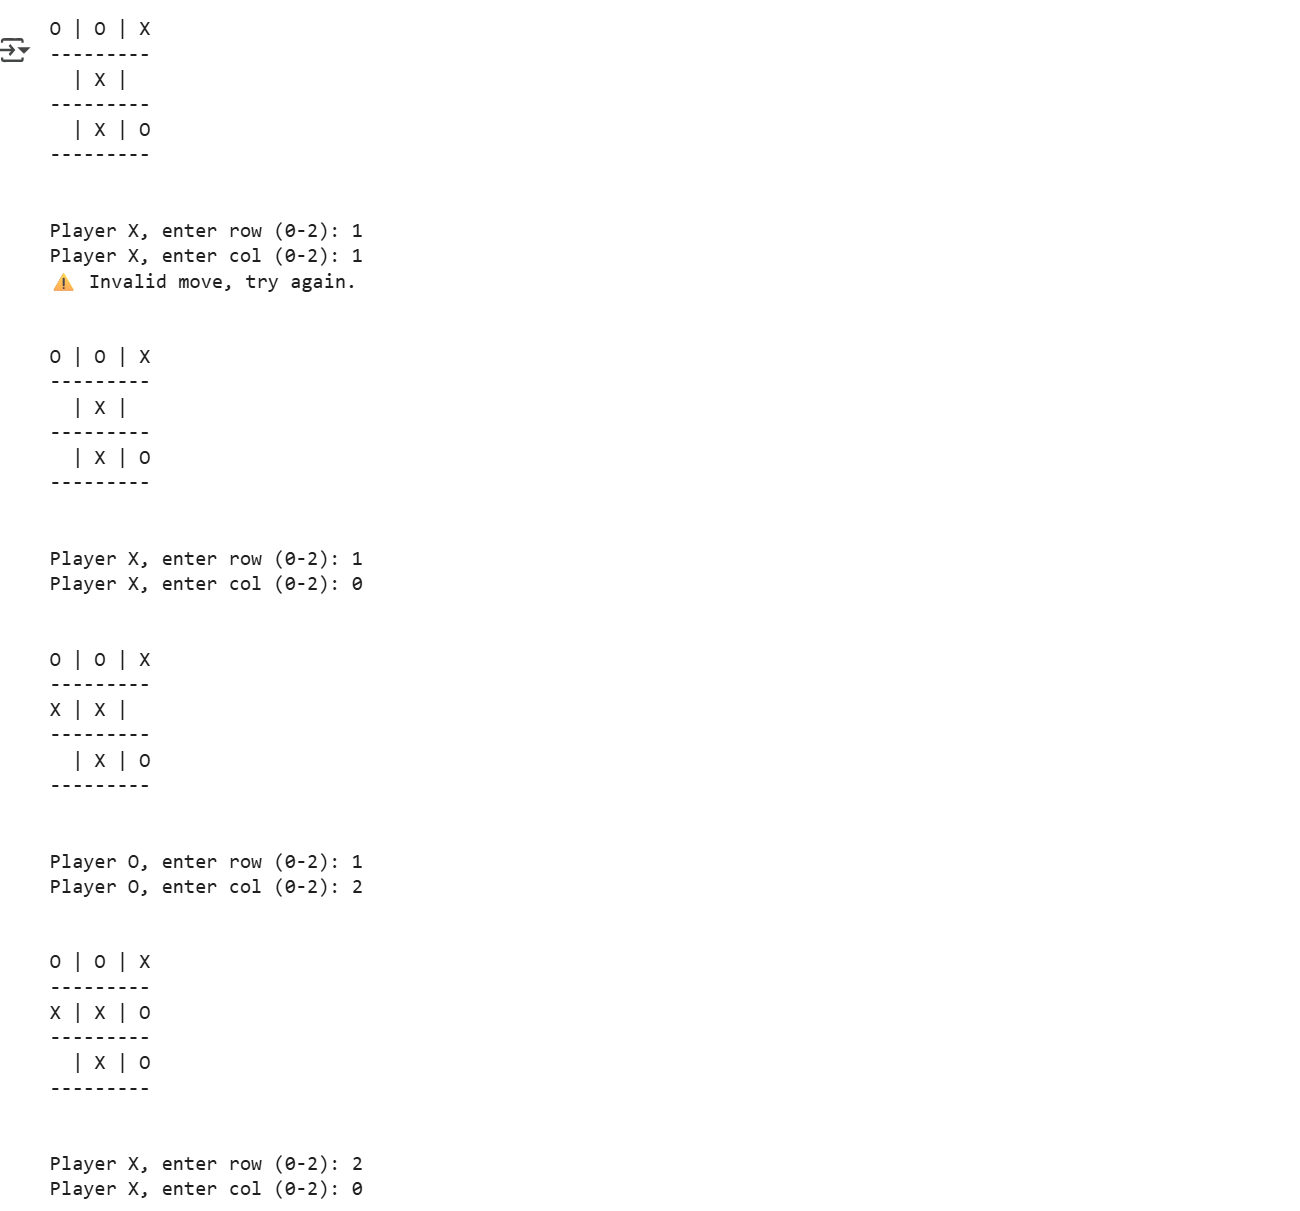 O | O | X
---------
  | X |
---------
  | X | O
---------
Player X, enter row (0-2): 1
Player X, enter col (0-2): 1
⚠️ Invalid move, try again.
O | O | X
---------
  | X |
---------
  | X | O
---------
Player X, enter row (0-2): 1
Player X, enter col (0-2): 0
O | O | X
---------
X | X |
---------
  | X | O
---------
Player O, enter row (0-2): 1
Player O, enter col (0-2): 2
O | O | X
---------
X | X | O
---------
  | X | O
---------
Player X, enter row (0-2): 2
Player X, enter col (0-2): 0